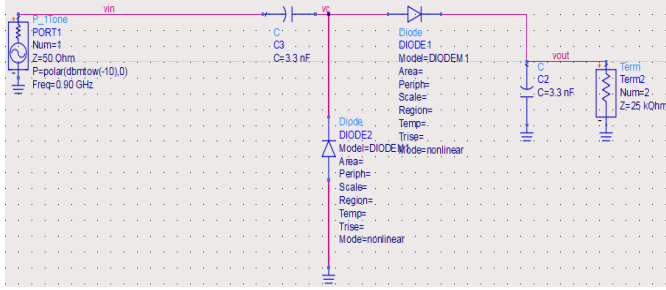 vin
vc
P_1Tone
PORT1
Num=1
Z=50 Ohm
P=polar(dbmtow(-10),0)
Freq=0.90 GHz
C
C3
C=3.3 nF
Diode
DIODE1
Model=DIODEM1
Area=
Periph=
Scale=
Region=
Temp=
Trise=
Mode=nonlinear
vout
C
C2
C=3.3 nF
Term
Term2
Num=2
Z=25 kOhm
Diode
DIODE2
Model=DIODEM1
Area=
Periph=
Scale=
Region=
Temp=
Trise=
Mode=nonlinear